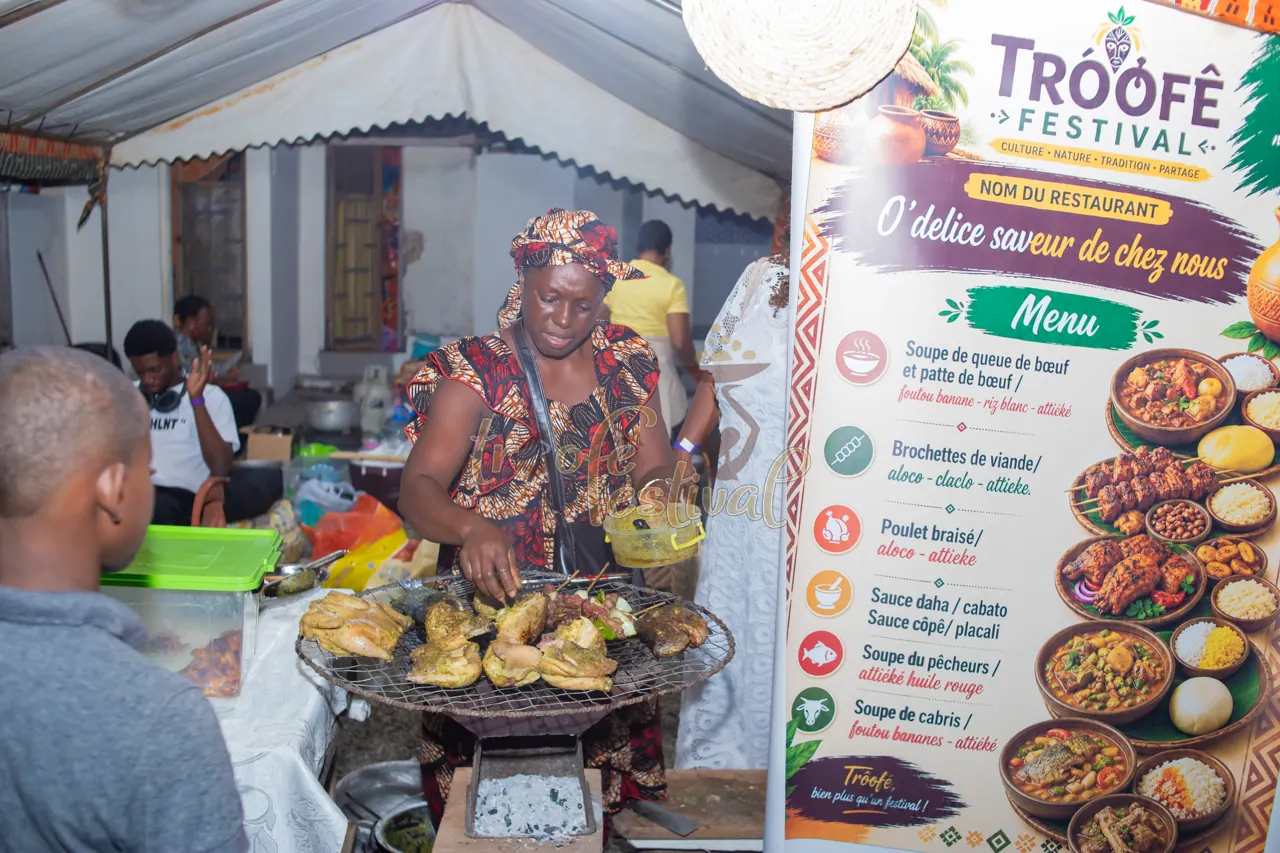 HLNT"
trôofe
festival
TRÓÓFÊ
FESTIVAL
CULTURE • NATURE • TRADITION • PARTAGE
NOM DU RESTAURANT
O'delice saveur de chez nous
Menu
Soupe de queue de bœuf
et patte de bœuf /
foutou banane - riz blanc - attiéké
Brochettes de viande/
aloco - claclo - attieke.
Poulet braisé/
aloco - attieke
Sauce daha / cabato
Sauce côpê / placali
Soupe du pêcheurs /
attiéké huile rouge
Soupe de cabris /
foutou bananes - attiéké
Trôofé,
bien plus qu'un festival !